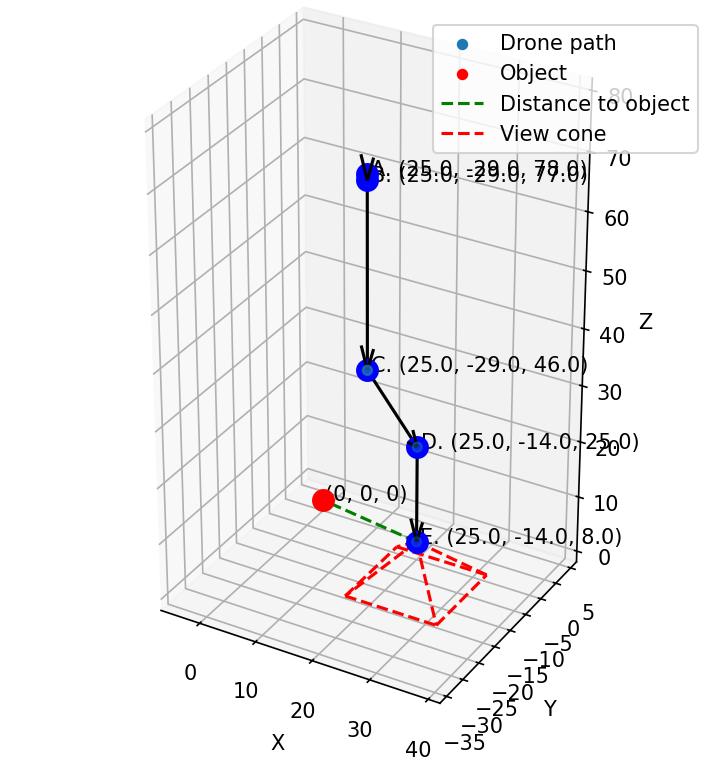 Drone path
Object
Distance to object
View cone
A. (25.0, -29.0, 78.0)
B. (25.0, -29.0, 77.0)
C. (25.0, -29.0, 46.0)
D. (25.0, -14.0, 25.0)
(0, 0, 0)
E. (25.0, -14.0, 8.0)
80
70
60
50
40
30
20
10
0
Z
5
0
−5
−10
−15
−20
−25
−30
−35
Y
0
10
20
30
40
X